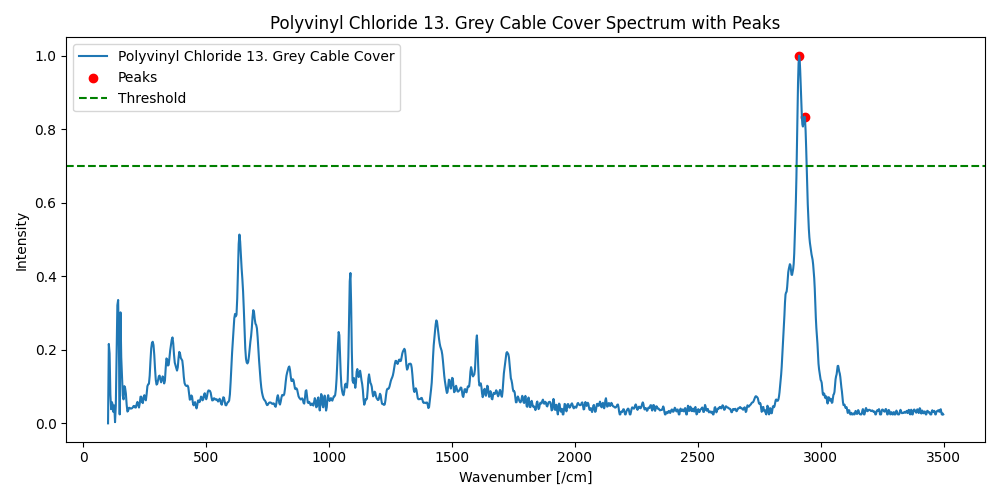 Polyvinyl Chloride 13. Grey Cable Cover Spectrum with Peaks
Polyvinyl Chloride 13. Grey Cable Cover
Peaks
Threshold
Intensity
1.0
0.8
0.6
0.4
0.2
0.0
0 500 1000 1500 2000 2500 3000 3500
Wavenumber [/cm]